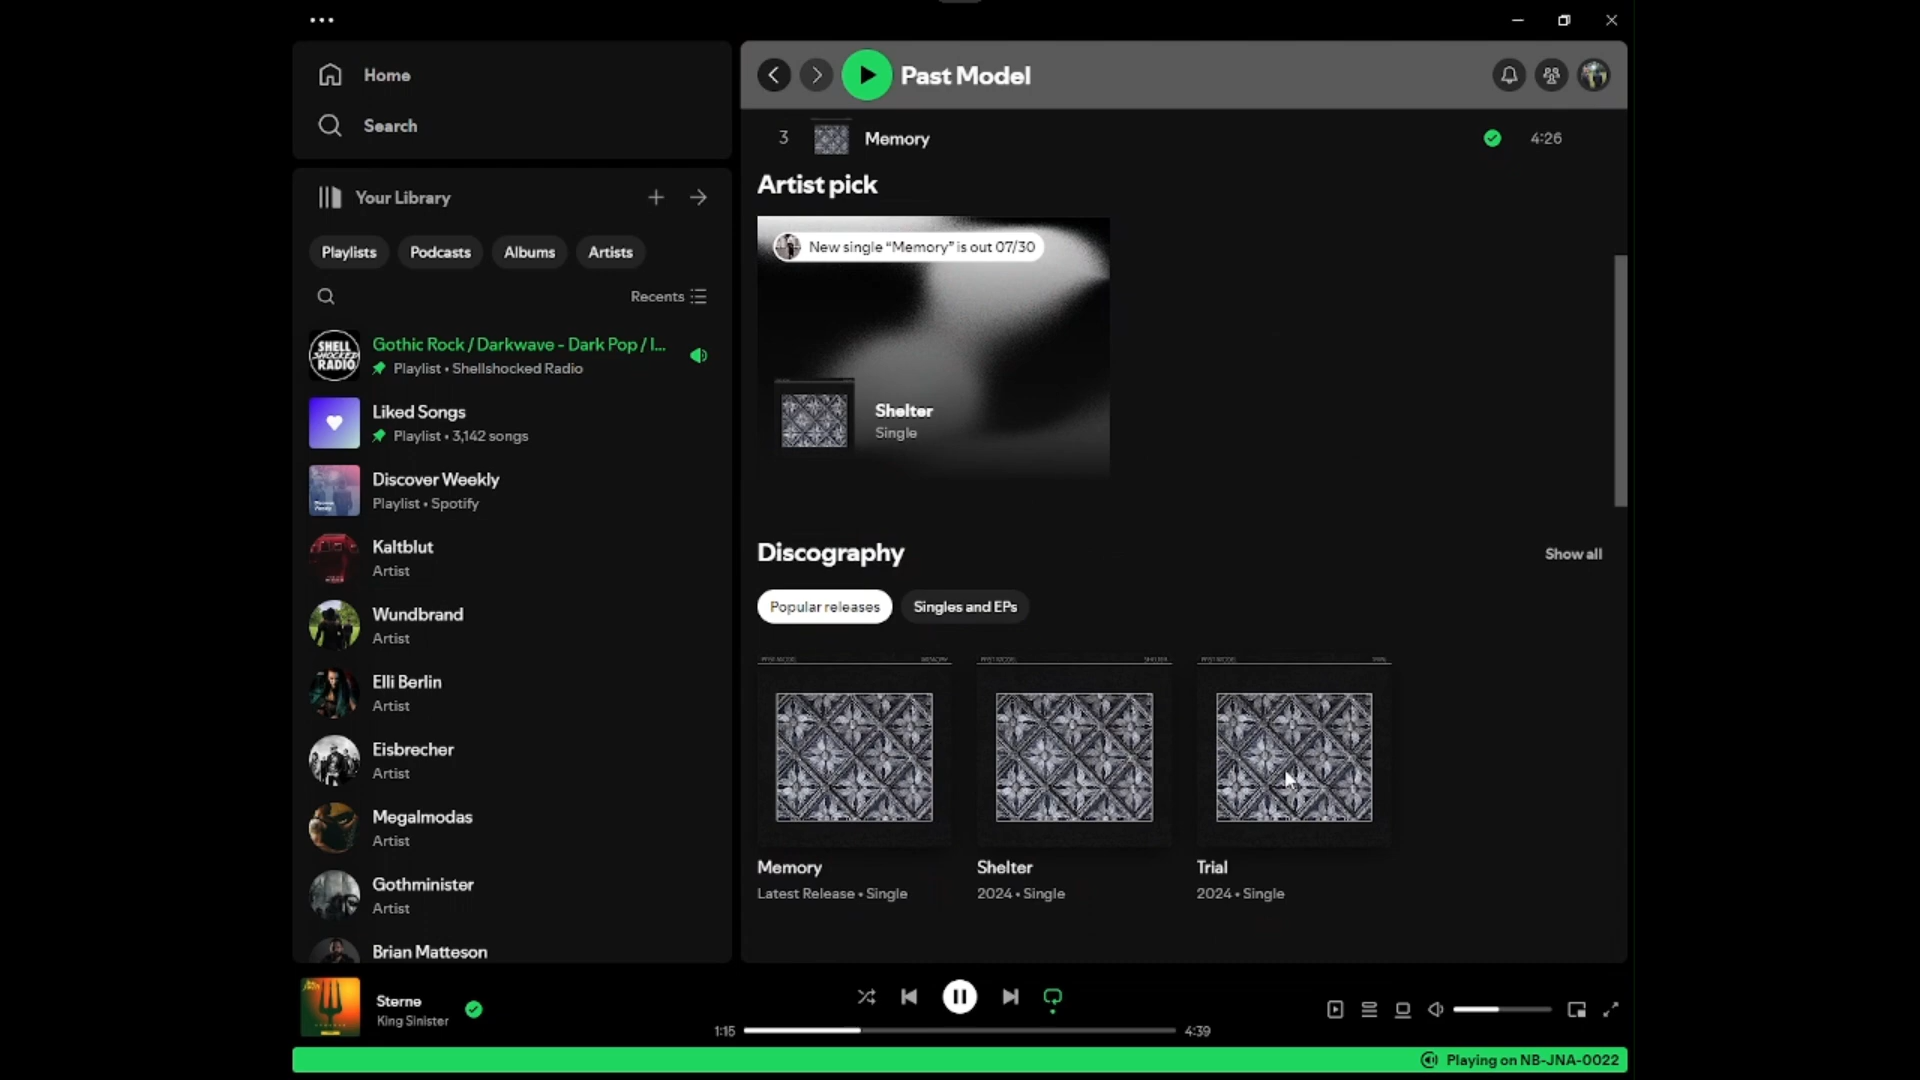 Home
Search
Your Library
Playlists
Podcasts
Albums
Artists
Recents
SHELL SHOCKED RADIO
Gothic Rock / Darkwave - Dark Pop / I...
Playlist • Shellshocked Radio
Liked Songs
Playlist • 3,142 songs
Discover Weekly
Playlist • Spotify
Kaltblut
Artist
Wundbrand
Artist
Elli Berlin
Artist
Eisbrecher
Artist
Megalmodas
Artist
Gothminister
Artist
Brian Matteson
Past Model
3 Memory 4:26
Artist pick
New single “Memory” is out 07/30
Shelter
Single
Discography
Show all
Popular releases
Singles and EPs
Memory
Latest Release • Single
Shelter
2024 • Single
Trial
2024 • Single
Sterne
King Sinister
1:15
4:39
Playing on NB-JNA-0022